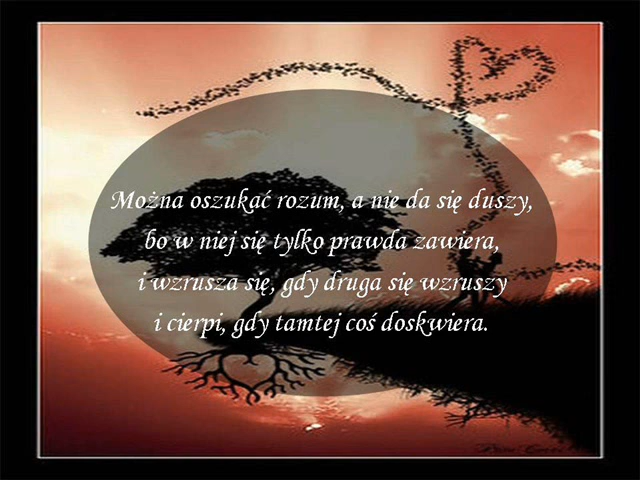 Można oszukać rozum, a nie da się duszy,
bo w niej się tylko prawda zawiera,
i wzrusza się, gdy druga się wzruszy
i cierpi, gdy tamtej coś doskwiera.